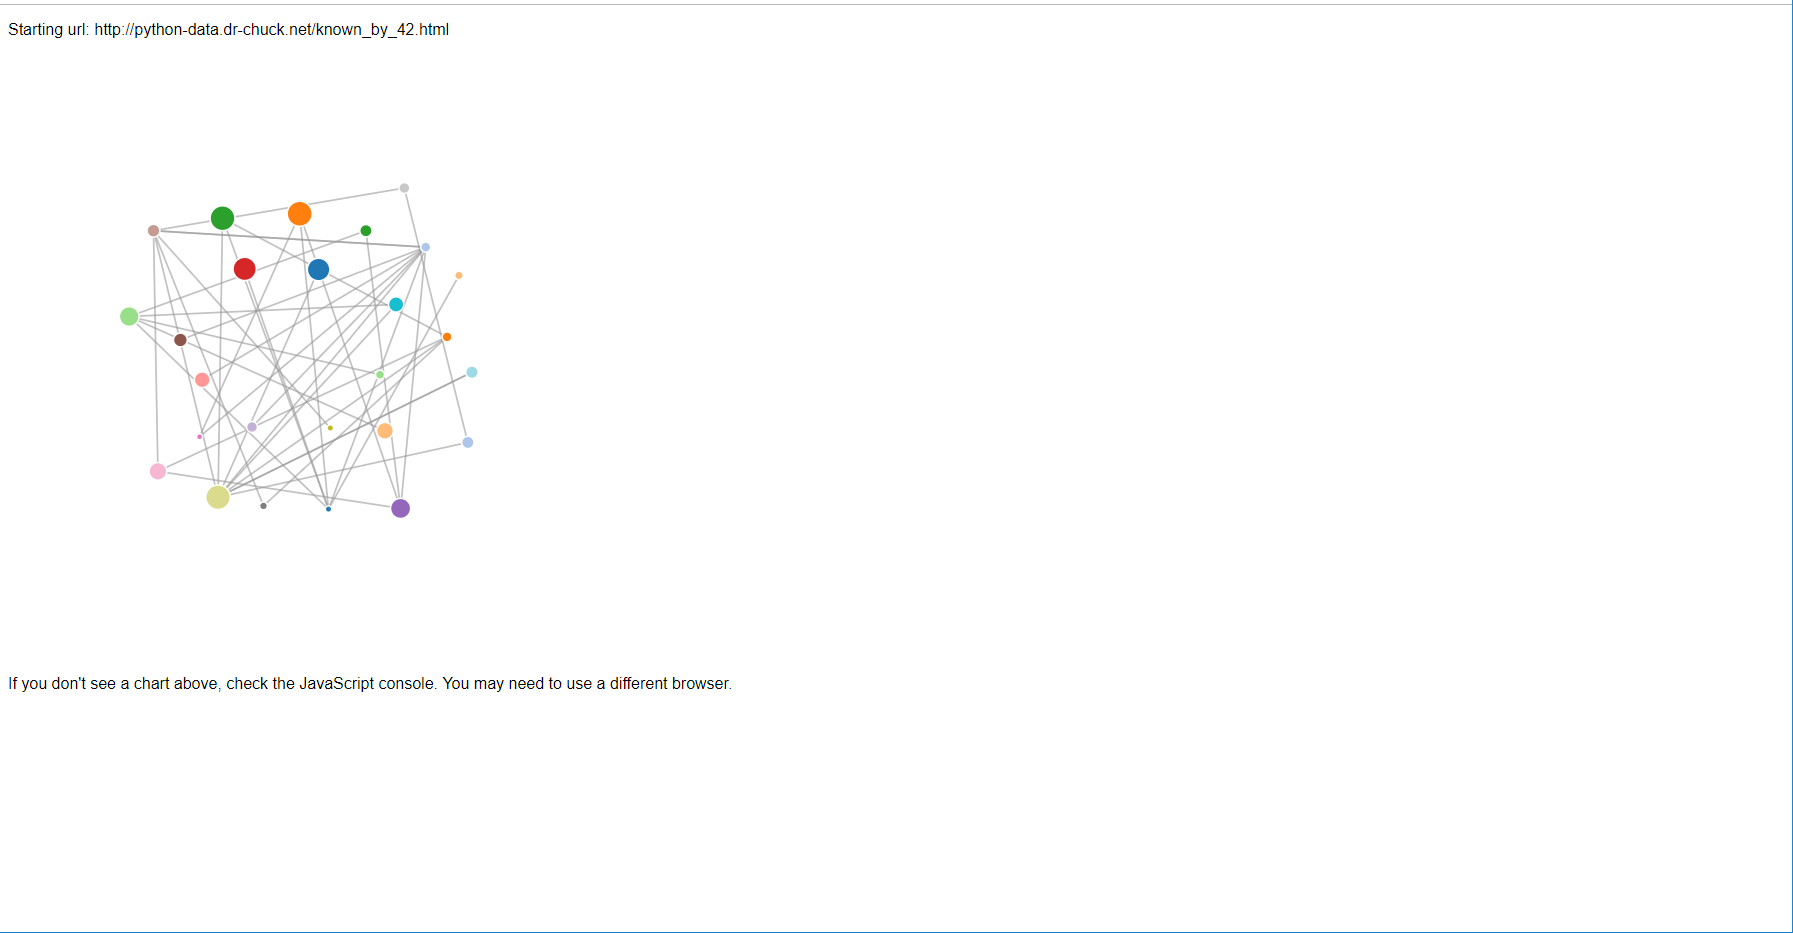 Starting url: http://python-data.dr-chuck.net/known_by_42.html
If you don't see a chart above, check the JavaScript console. You may need to use a different browser.